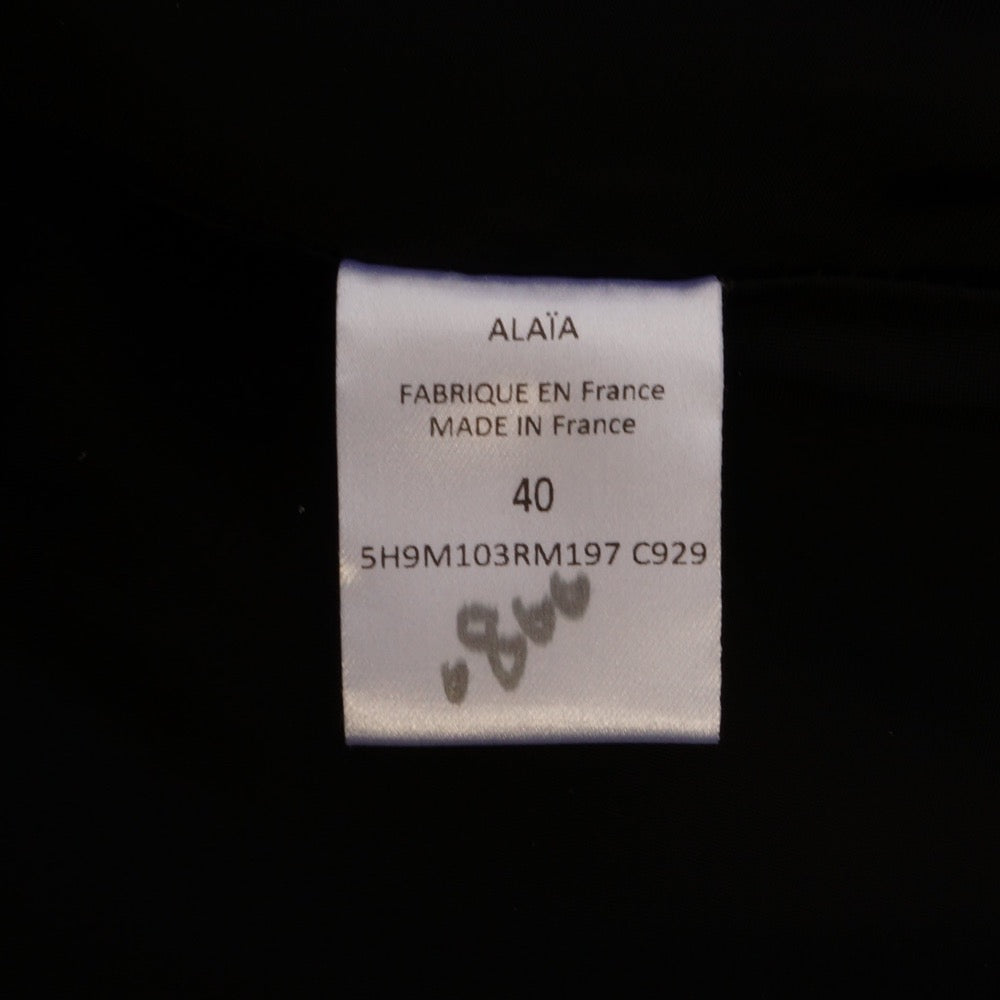 ALAÏA
FABRIQUE EN France
MADE IN France
40
5H9M103RM197 C929